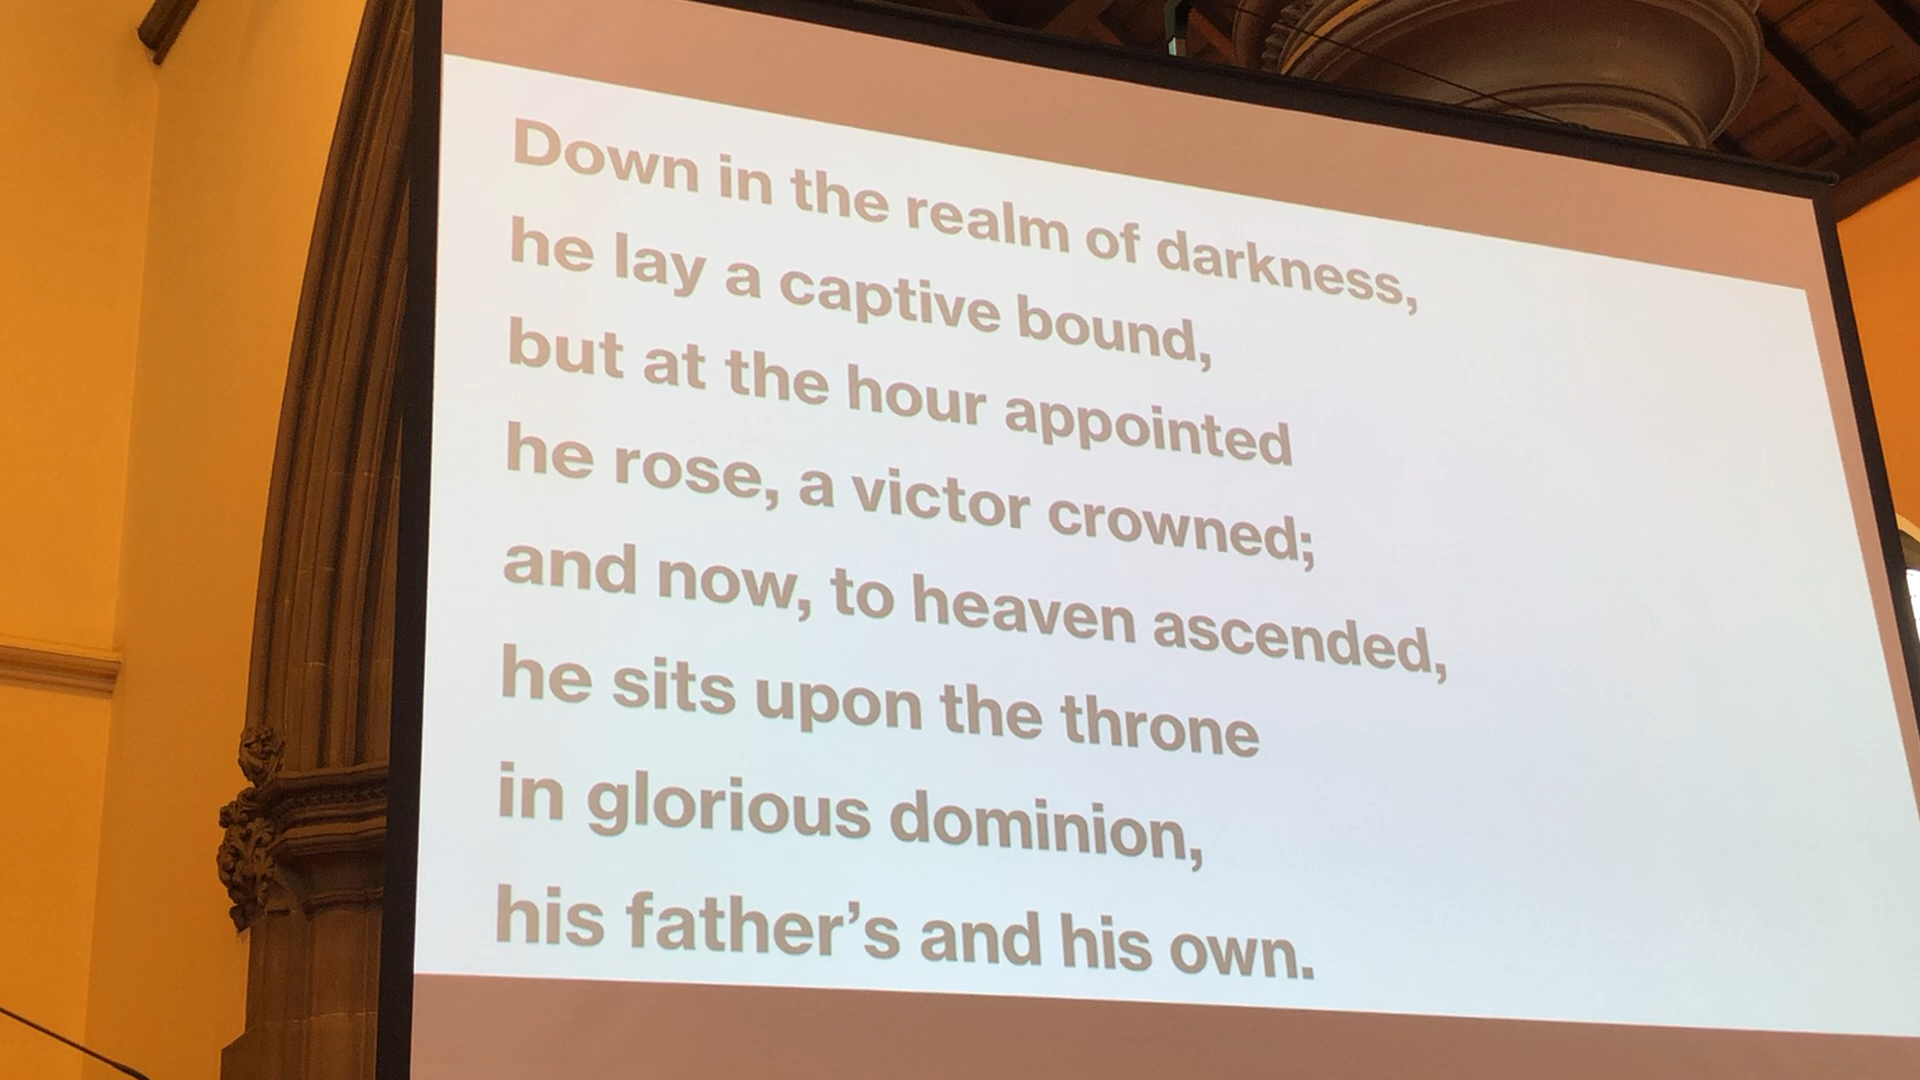 Down in the realm of darkness,
he lay a captive bound,
but at the hour appointed
he rose, a victor crowned;
and now, to heaven ascended,
he sits upon the throne
in glorious dominion,
his father’s and his own.